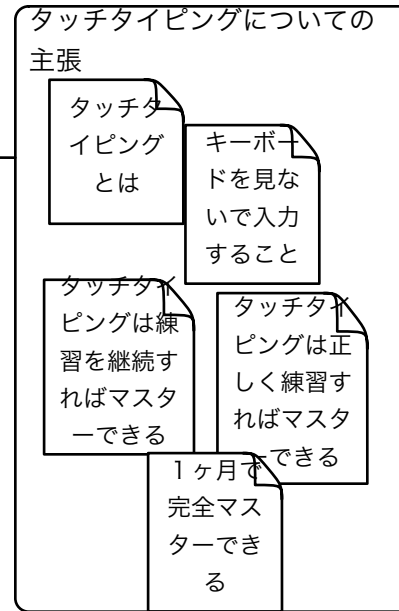 タッチタイピングについての
主張
タッチタ
イピング
とは
キーボー
ドを見な
いで入力
すること
タッチタイ
ピングは練
習を継続す
ればマスタ
ーできる
タッチタイ
ピングは正
しく練習す
ればマスタ
ーできる
１ヶ月で
完全マス
ターでき
る